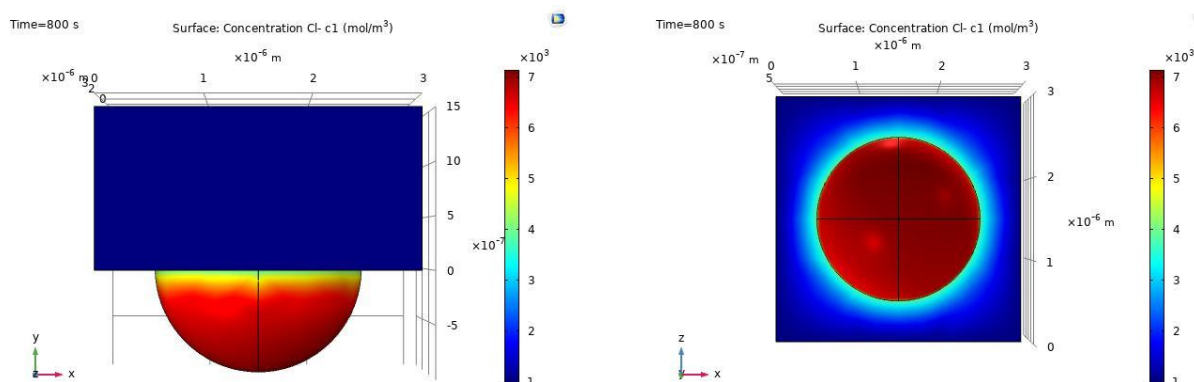 Time=800 s
Surface: Concentration Cl- c1 (mol/m³)
×10⁻⁶ m
×10⁻⁶ m
3
2
0
0 1 2 3
15
10
5
0
-5
×10⁻⁷
×10³
7
6
5
4
3
2
1
y
z x
Time=800 s
Surface: Concentration Cl- c1 (mol/m³)
×10⁻⁶ m
×10⁻⁷ m
5
0 1 2 3
3
2
1
0
×10⁻⁶ m
×10³
7
6
5
4
3
2
1
z
y x